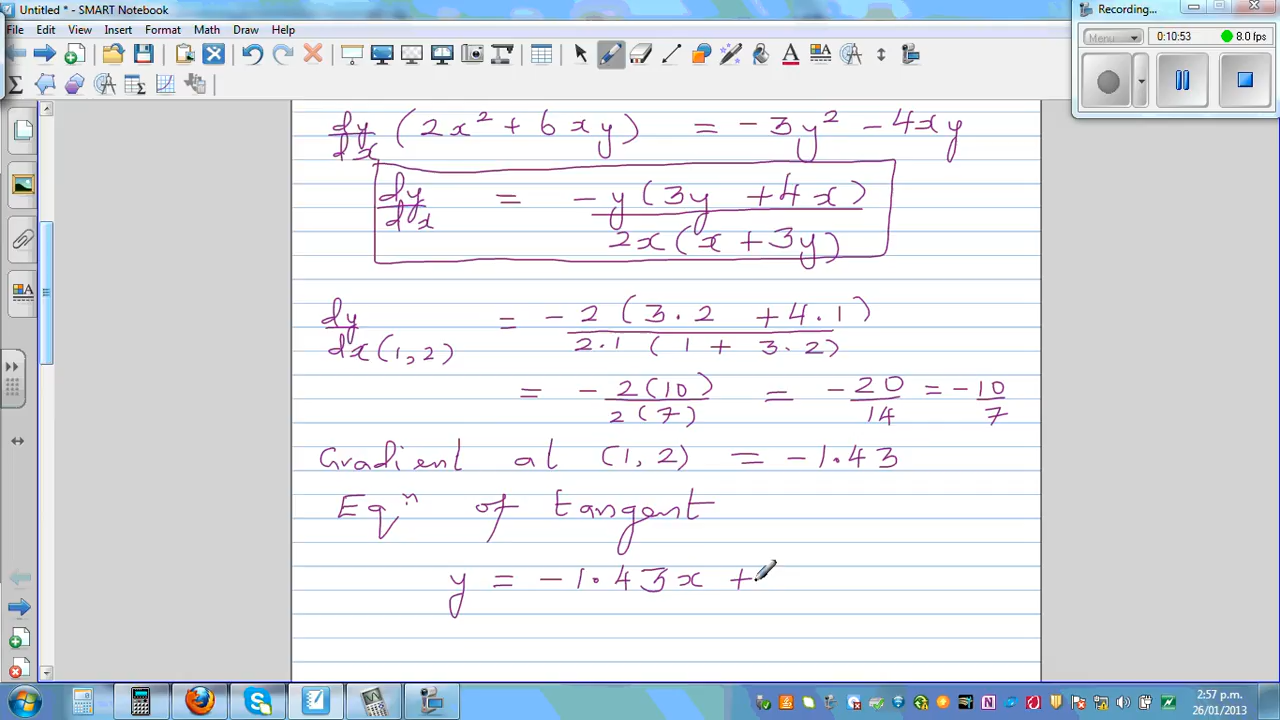 Untitled * - SMART Notebook
File Edit View Insert Format Math Draw Help
Recording...
Menu
0:10:53
8.0 fps
dy/dx (2x² + 6xy) = -3y² - 4xy
dy/dx = -y(3y + 4x) / 2x(x + 3y)
dy/dx(1,2) = -2(3.2 + 4.1) / 2.1(1 + 3.2)
= -2(10)/2(7) = -20/14 = -10/7
Gradient at (1,2) = -1.43
Eqⁿ of tangent
y = -1.43x +
2:57 p.m.
26/01/2013